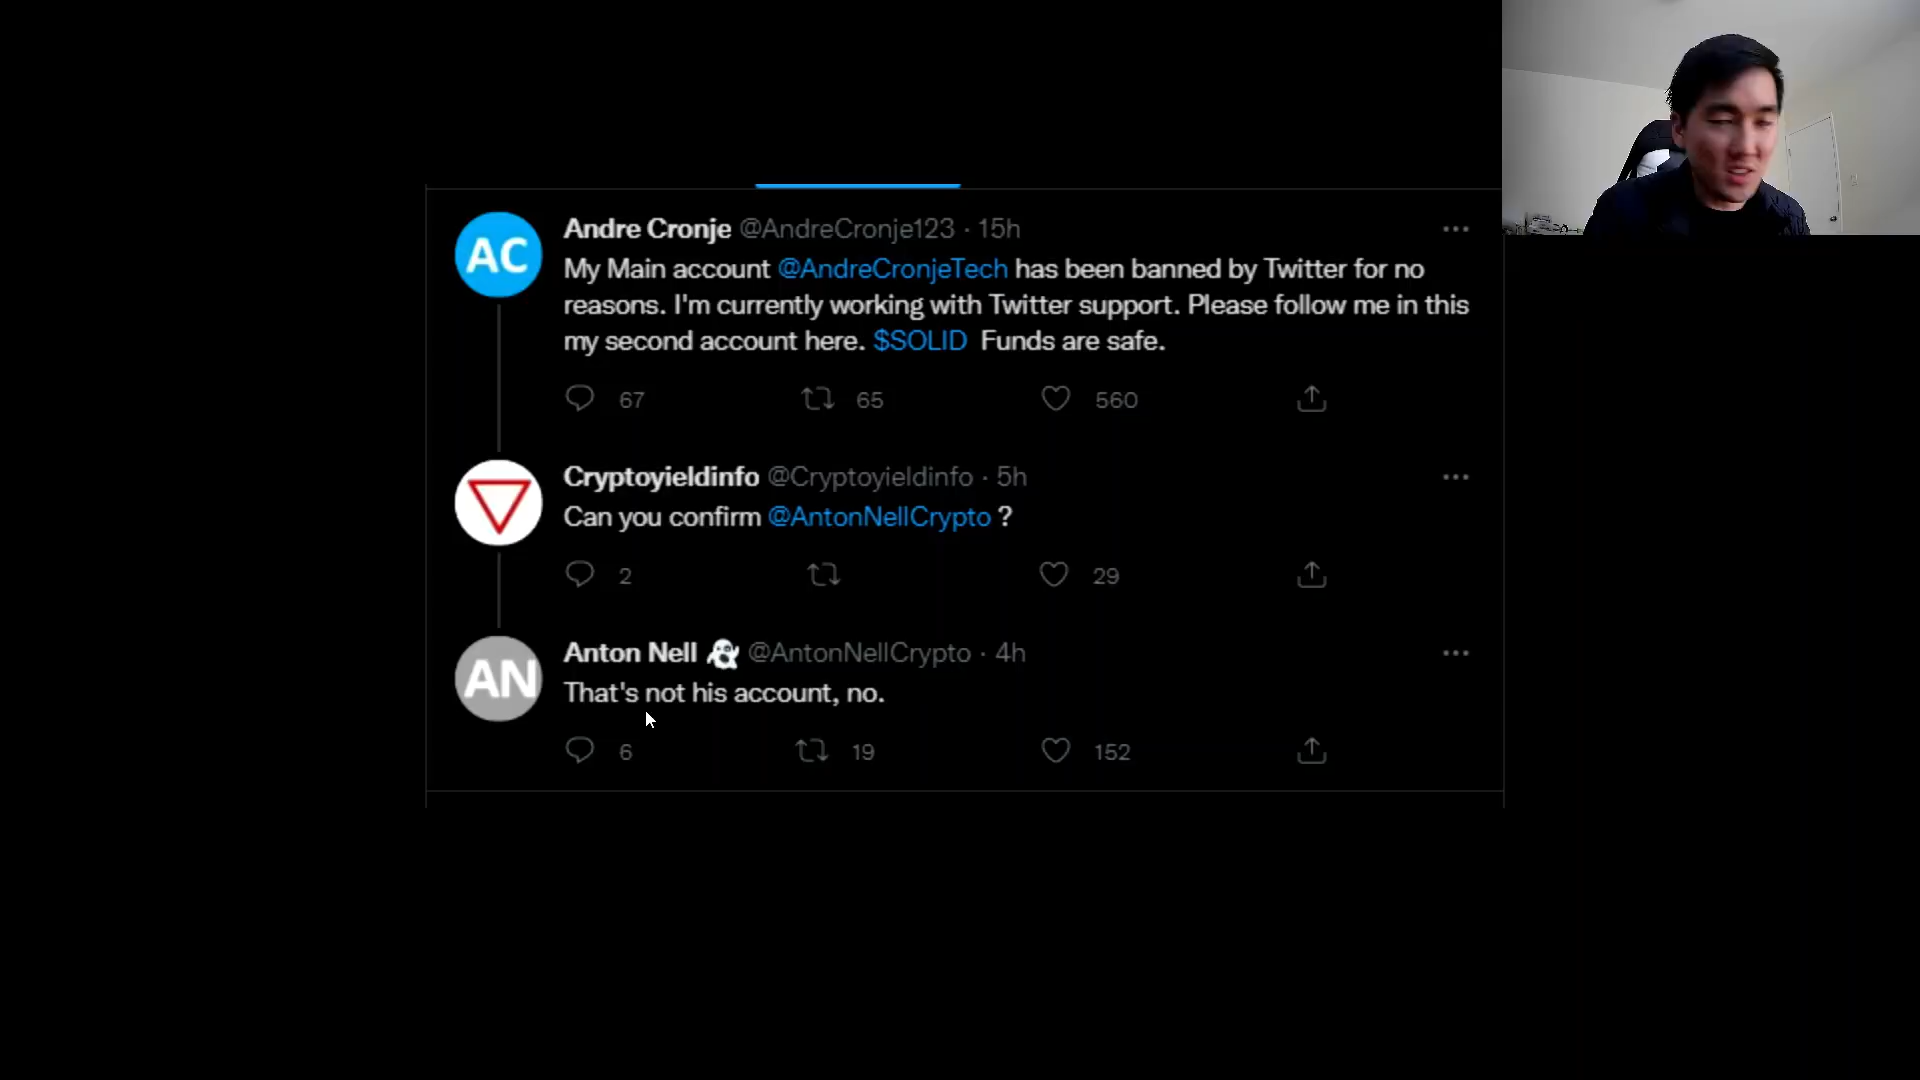 AC
Andre Cronje @AndreCronje123 · 15h
My Main account @AndreCronjeTech has been banned by Twitter for no
reasons. I'm currently working with Twitter support. Please follow me in this
my second account here. $SOLID Funds are safe.
67 65 560
Cryptoyieldinfo @Cryptoyieldinfo · 5h
Can you confirm @AntonNellCrypto ?
2 29
AN
Anton Nell 👻 @AntonNellCrypto · 4h
That's not his account, no.
6 19 152